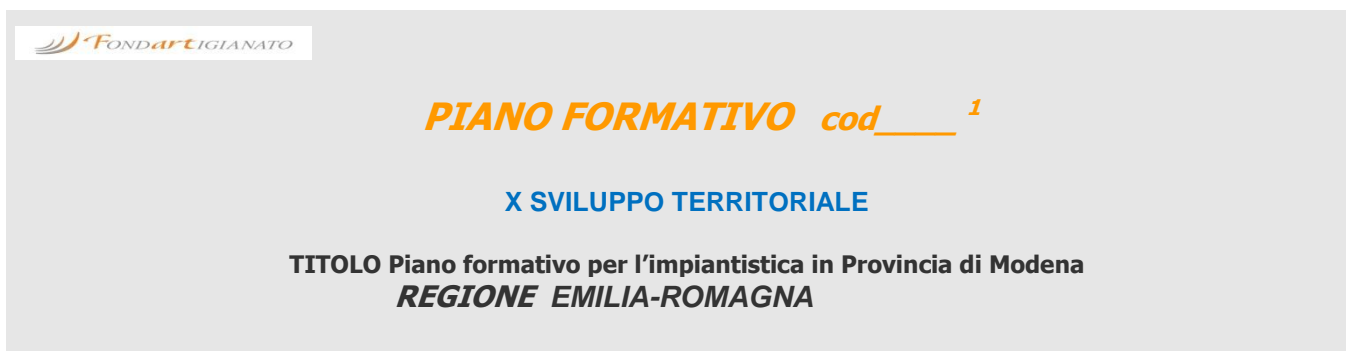 FONDARTIGIANATO
PIANO FORMATIVO cod____ 1
X SVILUPPO TERRITORIALE
TITOLO Piano formativo per l'impiantistica in Provincia di Modena
REGIONE EMILIA-ROMAGNA